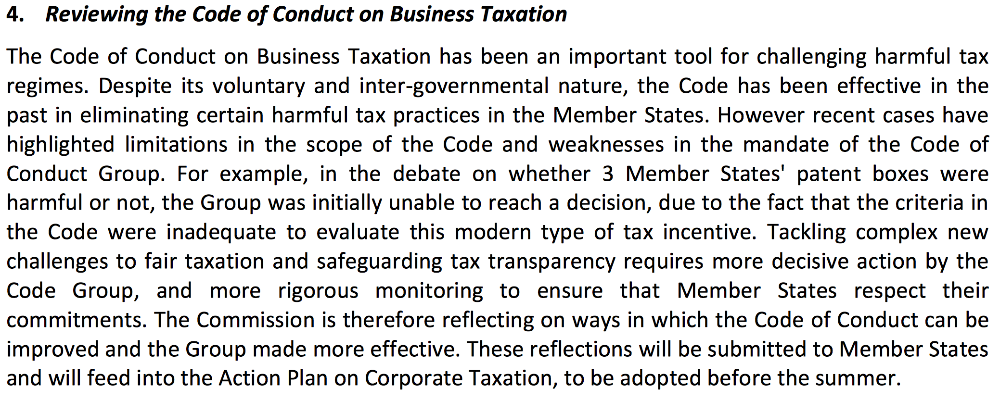 4. Reviewing the Code of Conduct on Business Taxation
The Code of Conduct on Business Taxation has been an important tool for challenging harmful tax
regimes. Despite its voluntary and inter-governmental nature, the Code has been effective in the
past in eliminating certain harmful tax practices in the Member States. However recent cases have
highlighted limitations in the scope of the Code and weaknesses in the mandate of the Code of
Conduct Group. For example, in the debate on whether 3 Member States' patent boxes were
harmful or not, the Group was initially unable to reach a decision, due to the fact that the criteria in
the Code were inadequate to evaluate this modern type of tax incentive. Tackling complex new
challenges to fair taxation and safeguarding tax transparency requires more decisive action by the
Code Group, and more rigorous monitoring to ensure that Member States respect their
commitments. The Commission is therefore reflecting on ways in which the Code of Conduct can be
improved and the Group made more effective. These reflections will be submitted to Member States
and will feed into the Action Plan on Corporate Taxation, to be adopted before the summer.